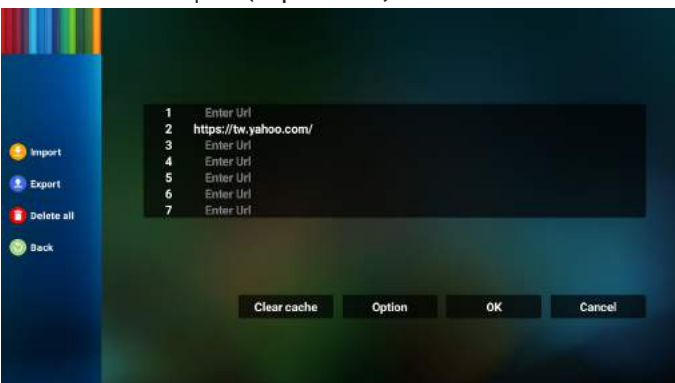 1 Enter Url
2 https://tw.yahoo.com/
3 Enter Url
4 Enter Url
5 Enter Url
6 Enter Url
7 Enter Url
Import
Export
Delete all
Back
Clear cache Option OK Cancel